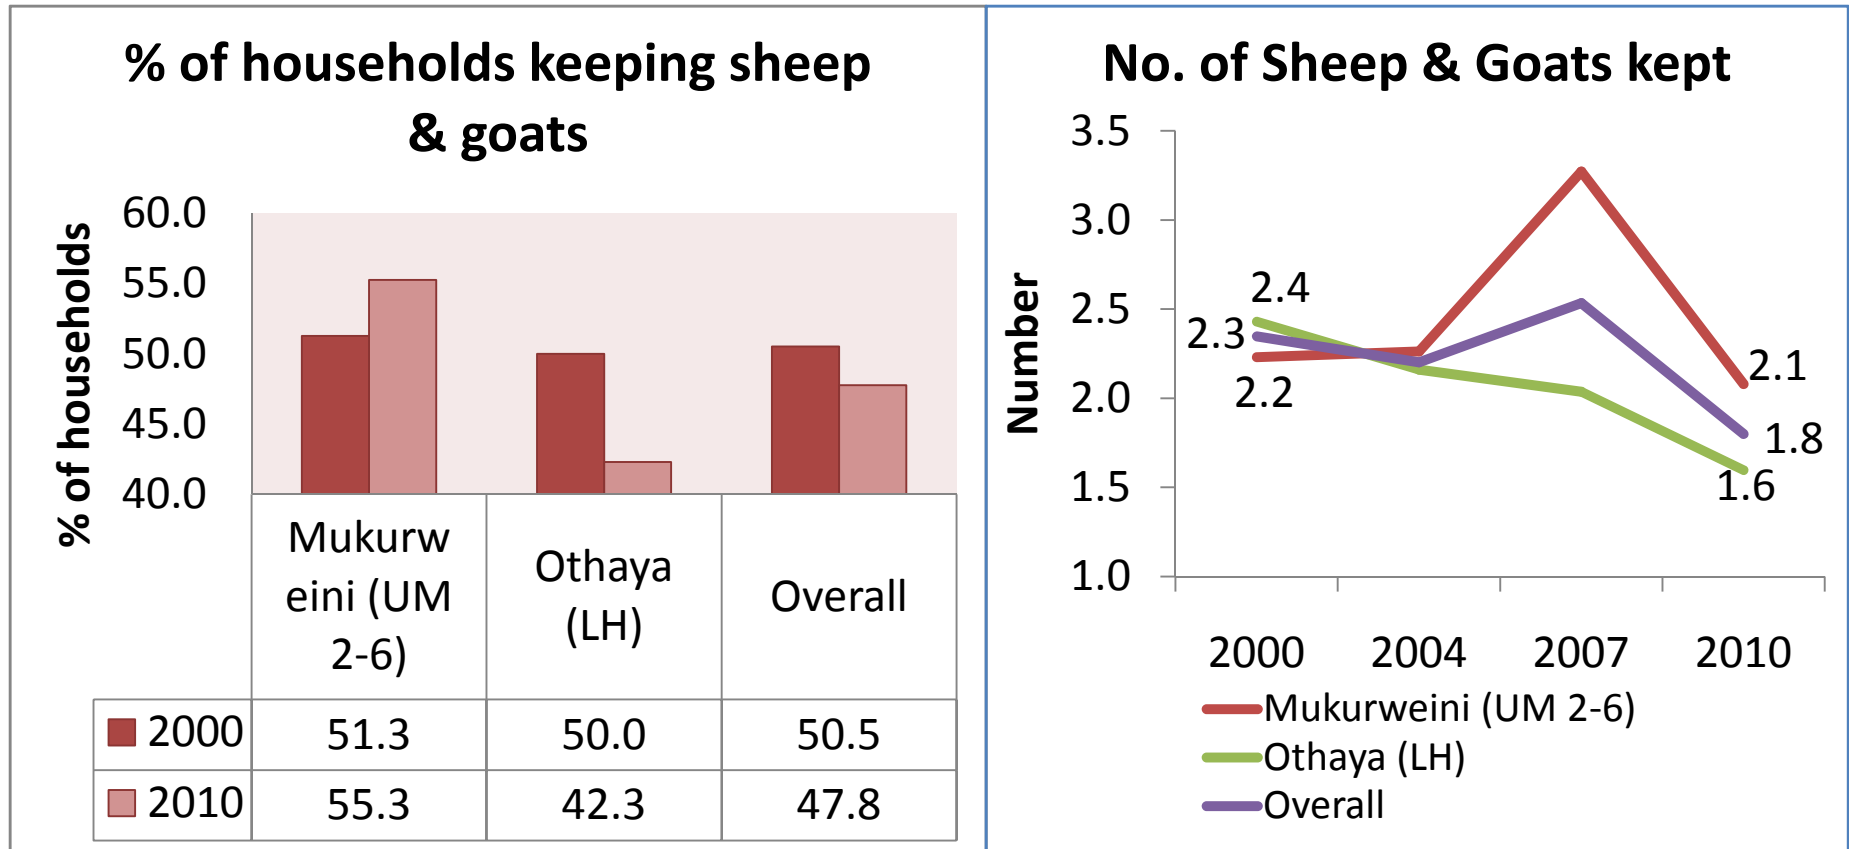 % of households keeping sheep
& goats
% of households
60.0
55.0
50.0
45.0
40.0
Mukurw
eini (UM
2-6)
Othaya
(LH)
Overall
2000 51.3 50.0 50.5
2010 55.3 42.3 47.8
No. of Sheep & Goats kept
Number
3.5
3.0
2.5
2.0
1.5
1.0
2.4
2.3
2.2
2.1
1.8
1.6
2000 2004 2007 2010
Mukurweini (UM 2-6)
Othaya (LH)
Overall